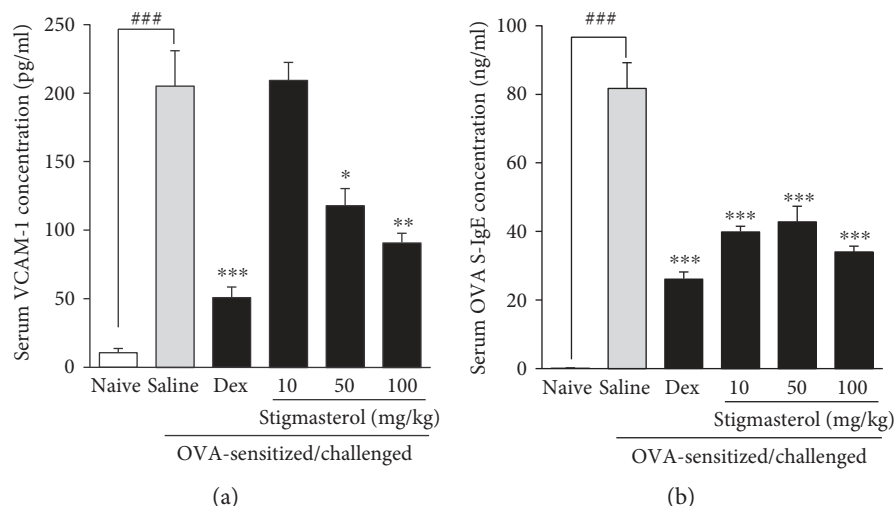 ###
250
200
150
100
50
0
Serum VCAM-1 concentration (pg/ml)
***
*
**
Naive Saline Dex 10 50 100
Stigmasterol (mg/kg)
OVA-sensitized/challenged
(a)
###
100
80
60
40
20
0
Serum OVA S-IgE concentration (ng/ml)
***
***
***
***
Naive Saline Dex 10 50 100
Stigmasterol (mg/kg)
OVA-sensitized/challenged
(b)